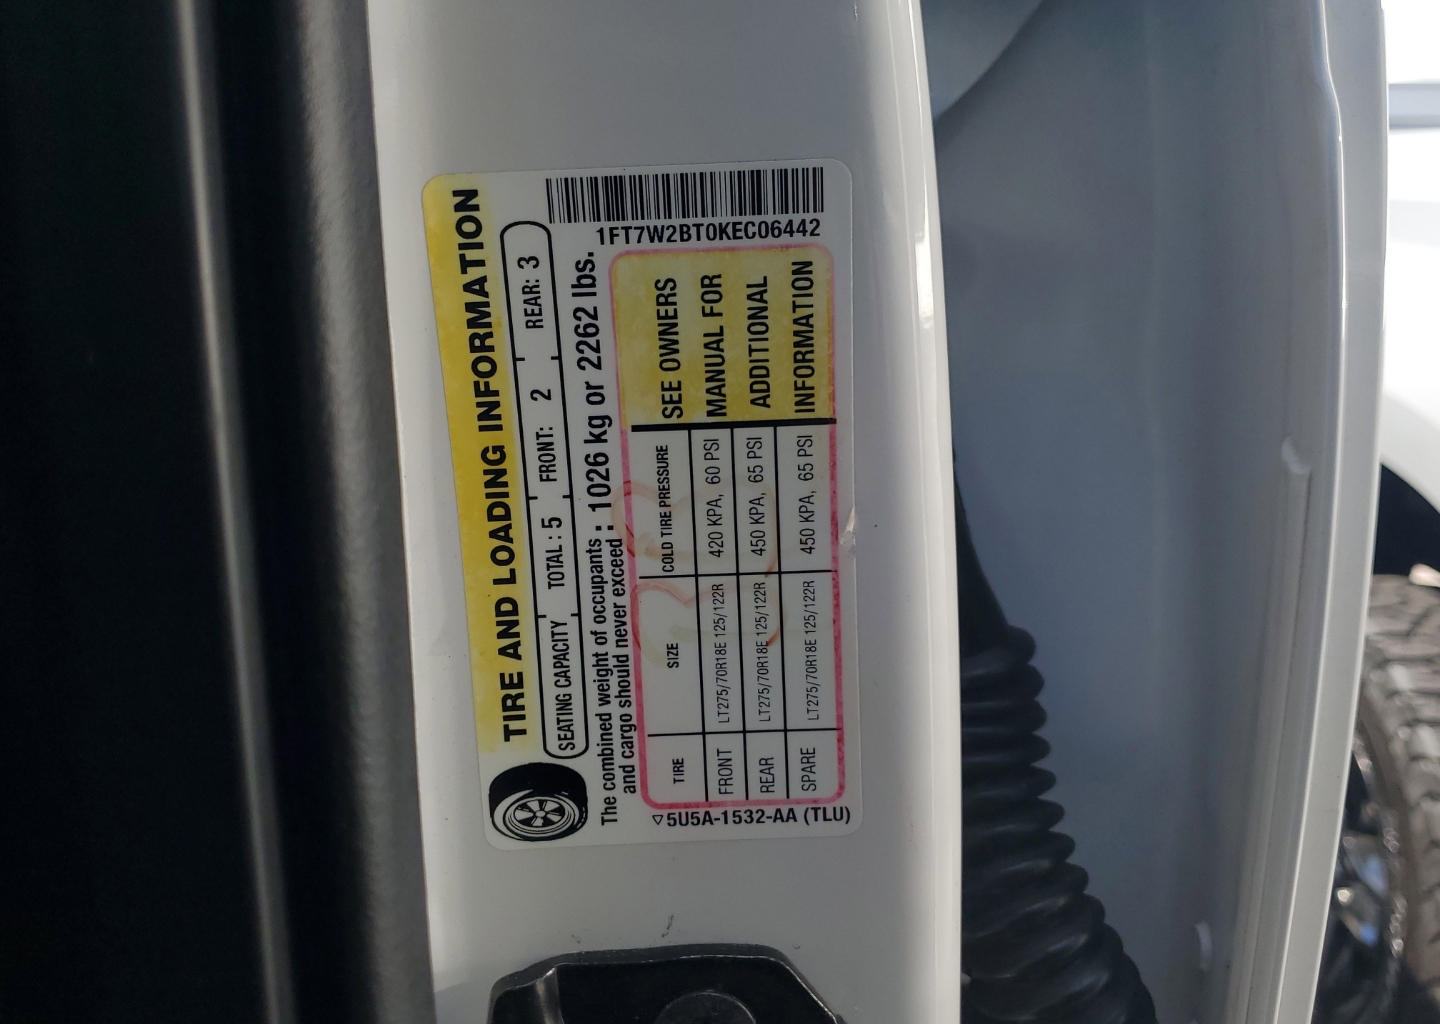 TIRE AND LOADING INFORMATION
SEATING CAPACITY TOTAL : 5 FRONT: 2 REAR: 3
The combined weight of occupants
and cargo should never exceed : 1026 kg or 2262 lbs.
1FT7W2BT0KEC06442
TIRE SIZE COLD TIRE PRESSURE
FRONT LT275/70R18E 125/122R 420 KPA, 60 PSI
REAR LT275/70R18E 125/122R 450 KPA, 65 PSI
SPARE LT275/70R18E 125/122R 450 KPA, 65 PSI
SEE OWNERS
MANUAL FOR
ADDITIONAL
INFORMATION
5U5A-1532-AA (TLU)